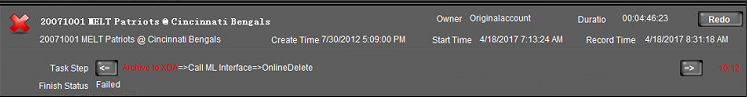 20071001 MELT Patriots @ Cincinnati Bengals Owner Originalaccount Duratio 00:04:46:23 Redo
20071001 MELT Patriots @ Cincinnati Bengals Create Time 7/30/2012 5:09:00 PM Start Time 4/18/2017 7:13:24 AM Record Time 4/18/2017 8:31:18 AM
Task Step <- =>Call ML Interface=>OnlineDelete ->
Finish Status Failed